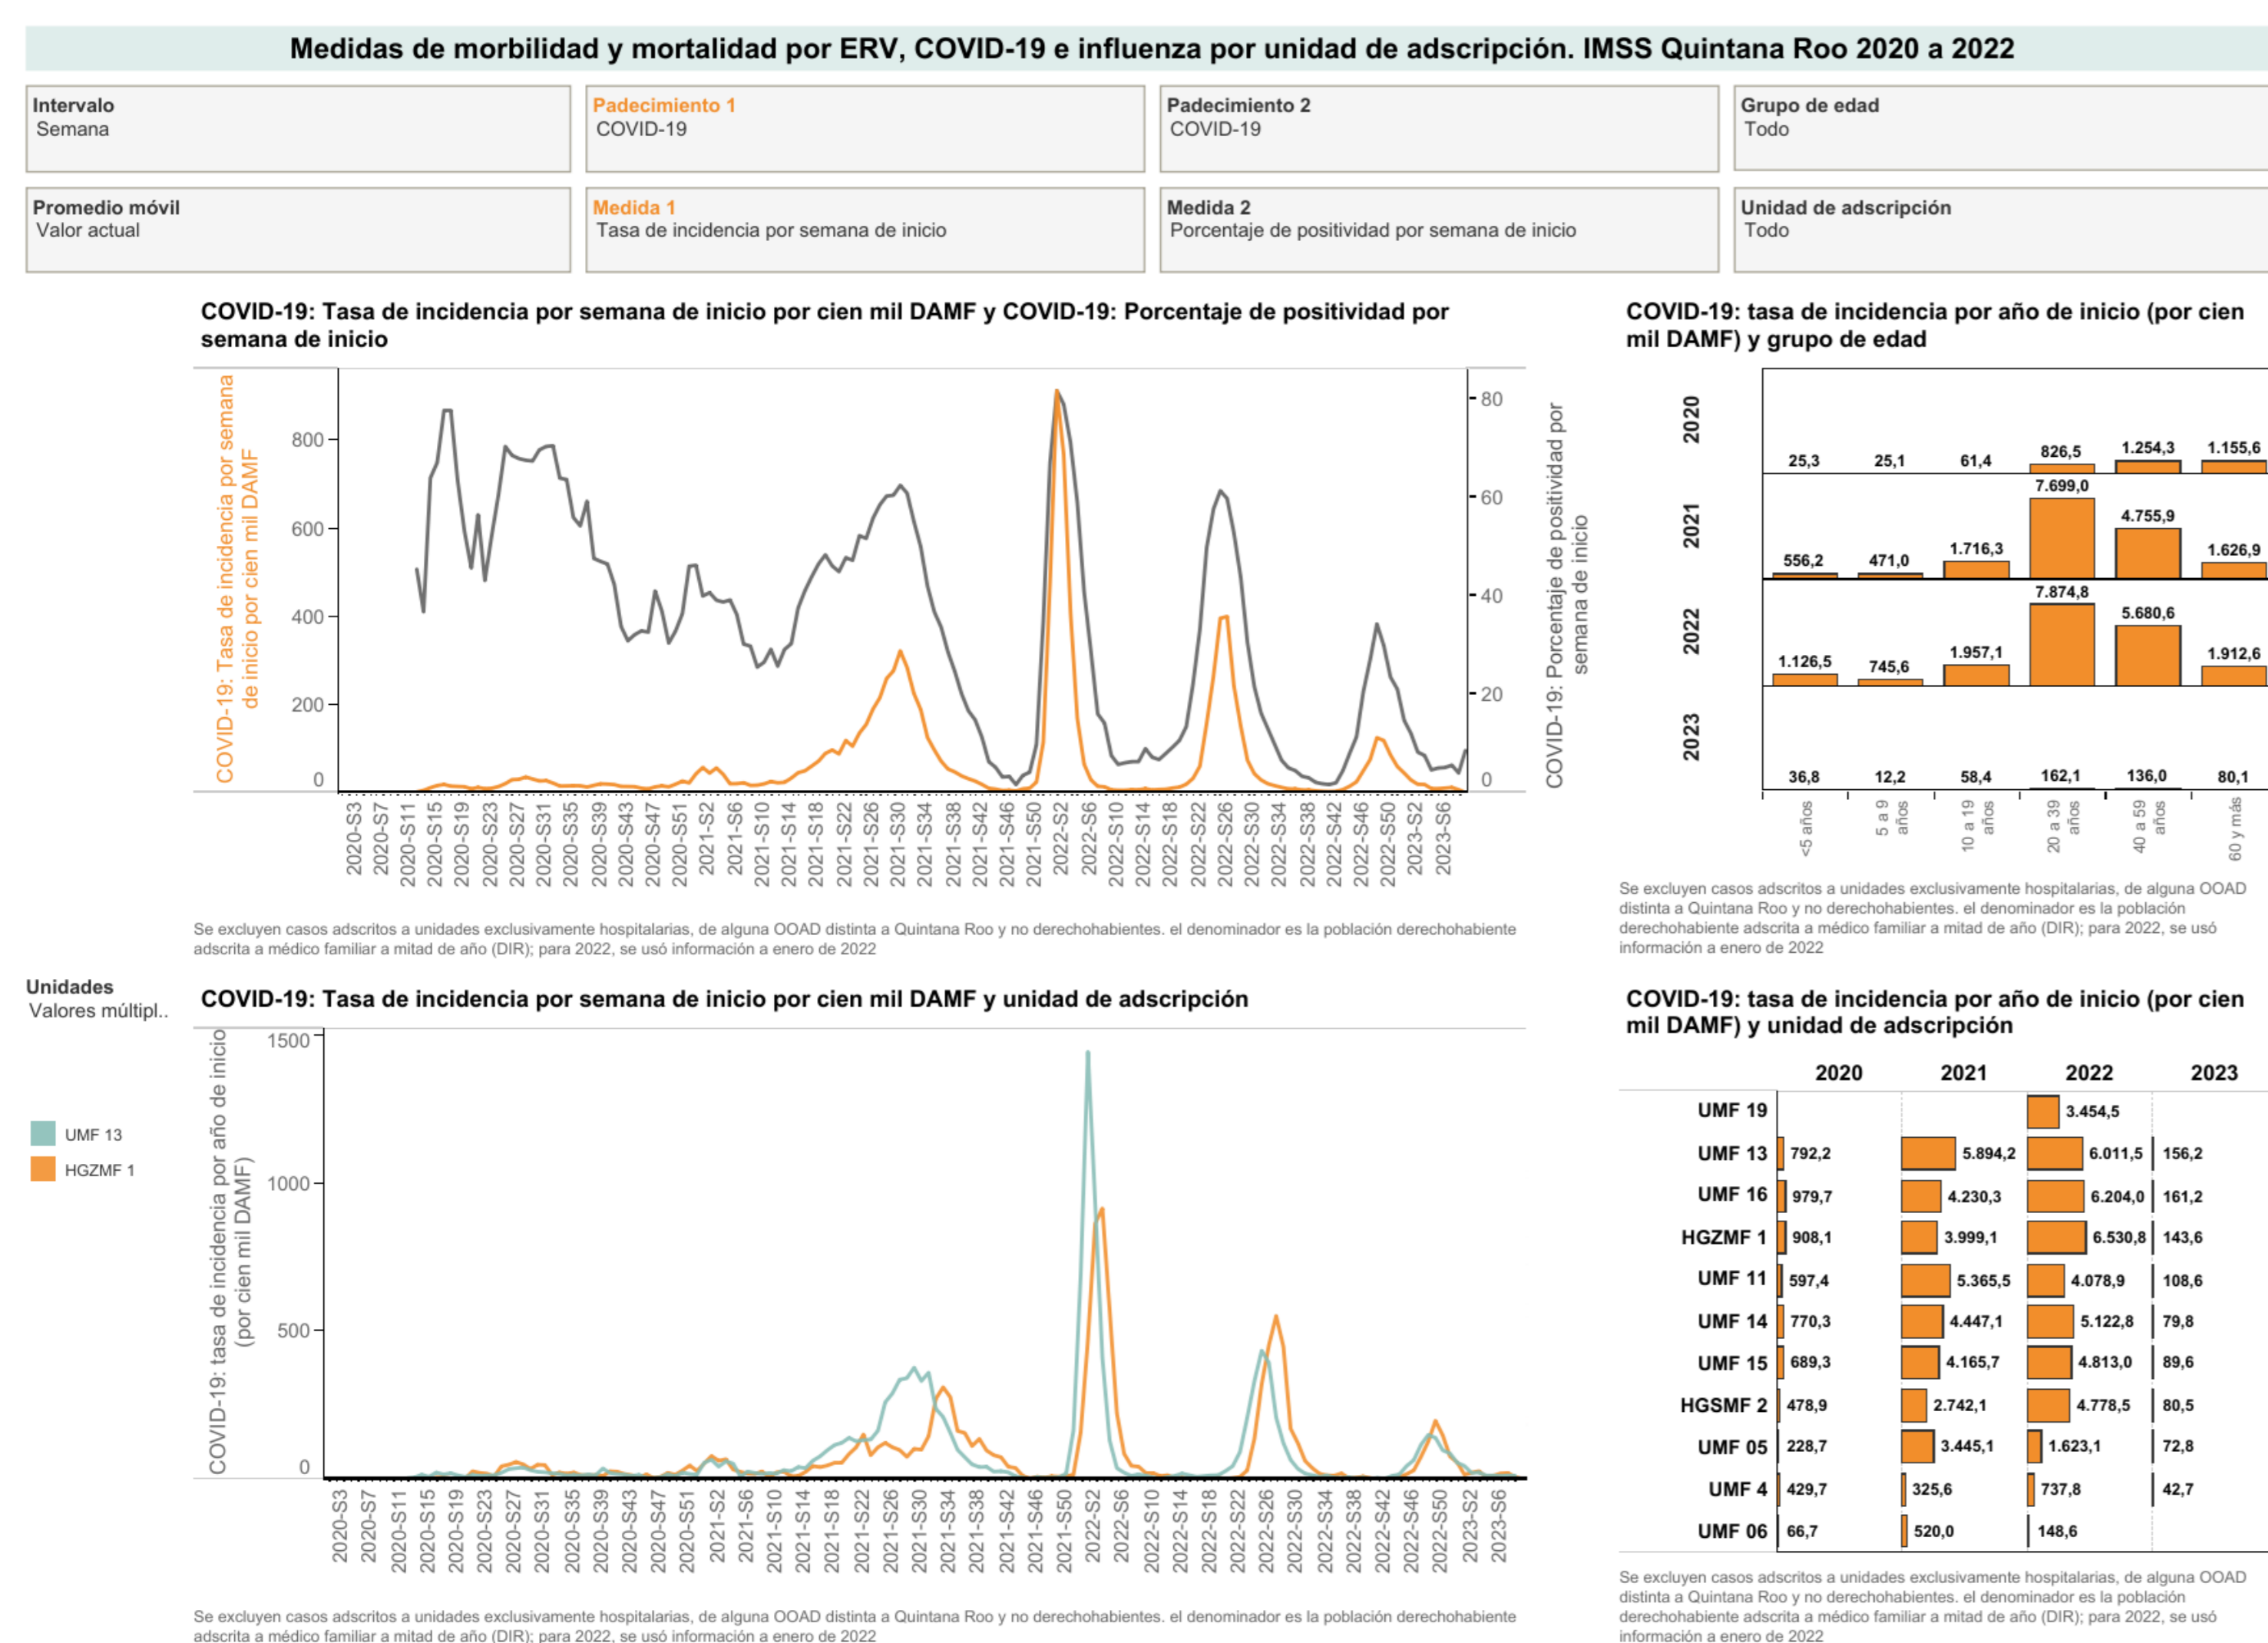 Medidas de morbilidad y mortalidad por ERV, COVID-19 e influenza por unidad de adscripción. IMSS Quintana Roo 2020 a 2022
Intervalo
Semana
Padecimiento 1
COVID-19
Padecimiento 2
COVID-19
Grupo de edad
Todo
Promedio móvil
Valor actual
Medida 1
Tasa de incidencia por semana de inicio
Medida 2
Porcentaje de positividad por semana de inicio
Unidad de adscripción
Todo
COVID-19: Tasa de incidencia por semana de inicio por cien mil DAMF y COVID-19: Porcentaje de positividad por
semana de inicio
COVID-19: Tasa de incidencia por semana
de inicio por cien mil DAMF
800
600
400
200
0
80
60
40
20
0
COVID-19: Porcentaje de positividad por
semana de inicio
2020-S3
2020-S7
2020-S11
2020-S15
2020-S19
2020-S23
2020-S27
2020-S31
2020-S35
2020-S39
2020-S43
2020-S47
2020-S51
2021-S2
2021-S6
2021-S10
2021-S14
2021-S18
2021-S22
2021-S26
2021-S30
2021-S34
2021-S38
2021-S42
2021-S46
2021-S50
2022-S2
2022-S6
2022-S10
2022-S14
2022-S18
2022-S22
2022-S26
2022-S30
2022-S34
2022-S38
2022-S42
2022-S46
2022-S50
2023-S2
2023-S6
Se excluyen casos adscritos a unidades exclusivamente hospitalarias, de alguna OOAD distinta a Quintana Roo y no derechohabientes. el denominador es la población derechohabiente
adscrita a médico familiar a mitad de año (DIR); para 2022, se usó información a enero de 2022
COVID-19: tasa de incidencia por año de inicio (por cien
mil DAMF) y grupo de edad
2020
25,3 25,1 61,4 826,5 1.254,3 1.155,6
2021
556,2 471,0 1.716,3 7.699,0 4.755,9 1.626,9
2022
1.126,5 745,6 1.957,1 7.874,8 5.680,6 1.912,6
2023
36,8 12,2 58,4 162,1 136,0 80,1
<5 años
5 a 9
años
10 a 19
años
20 a 39
años
40 a 59
años
60 y más
Se excluyen casos adscritos a unidades exclusivamente hospitalarias, de alguna OOAD
distinta a Quintana Roo y no derechohabientes. el denominador es la población
derechohabiente adscrita a médico familiar a mitad de año (DIR); para 2022, se usó
información a enero de 2022
Unidades
Valores múltipl..
UMF 13
HGZMF 1
COVID-19: Tasa de incidencia por semana de inicio por cien mil DAMF y unidad de adscripción
COVID-19: tasa de incidencia por año de inicio
(por cien mil DAMF)
1500
1000
500
0
2020-S3
2020-S7
2020-S11
2020-S15
2020-S19
2020-S23
2020-S27
2020-S31
2020-S35
2020-S39
2020-S43
2020-S47
2020-S51
2021-S2
2021-S6
2021-S10
2021-S14
2021-S18
2021-S22
2021-S26
2021-S30
2021-S34
2021-S38
2021-S42
2021-S46
2021-S50
2022-S2
2022-S6
2022-S10
2022-S14
2022-S18
2022-S22
2022-S26
2022-S30
2022-S34
2022-S38
2022-S42
2022-S46
2022-S50
2023-S2
2023-S6
Se excluyen casos adscritos a unidades exclusivamente hospitalarias, de alguna OOAD distinta a Quintana Roo y no derechohabientes. el denominador es la población derechohabiente
adscrita a médico familiar a mitad de año (DIR); para 2022, se usó información a enero de 2022
COVID-19: tasa de incidencia por año de inicio (por cien
mil DAMF) y unidad de adscripción
2020 2021 2022 2023
UMF 19 3.454,5
UMF 13 792,2 5.894,2 6.011,5 156,2
UMF 16 979,7 4.230,3 6.204,0 161,2
HGZMF 1 908,1 3.999,1 6.530,8 143,6
UMF 11 597,4 5.365,5 4.078,9 108,6
UMF 14 770,3 4.447,1 5.122,8 79,8
UMF 15 689,3 4.165,7 4.813,0 89,6
HGSMF 2 478,9 2.742,1 4.778,5 80,5
UMF 05 228,7 3.445,1 1.623,1 72,8
UMF 4 429,7 325,6 737,8 42,7
UMF 06 66,7 520,0 148,6
Se excluyen casos adscritos a unidades exclusivamente hospitalarias, de alguna OOAD
distinta a Quintana Roo y no derechohabientes. el denominador es la población
derechohabiente adscrita a médico familiar a mitad de año (DIR); para 2022, se usó
información a enero de 2022